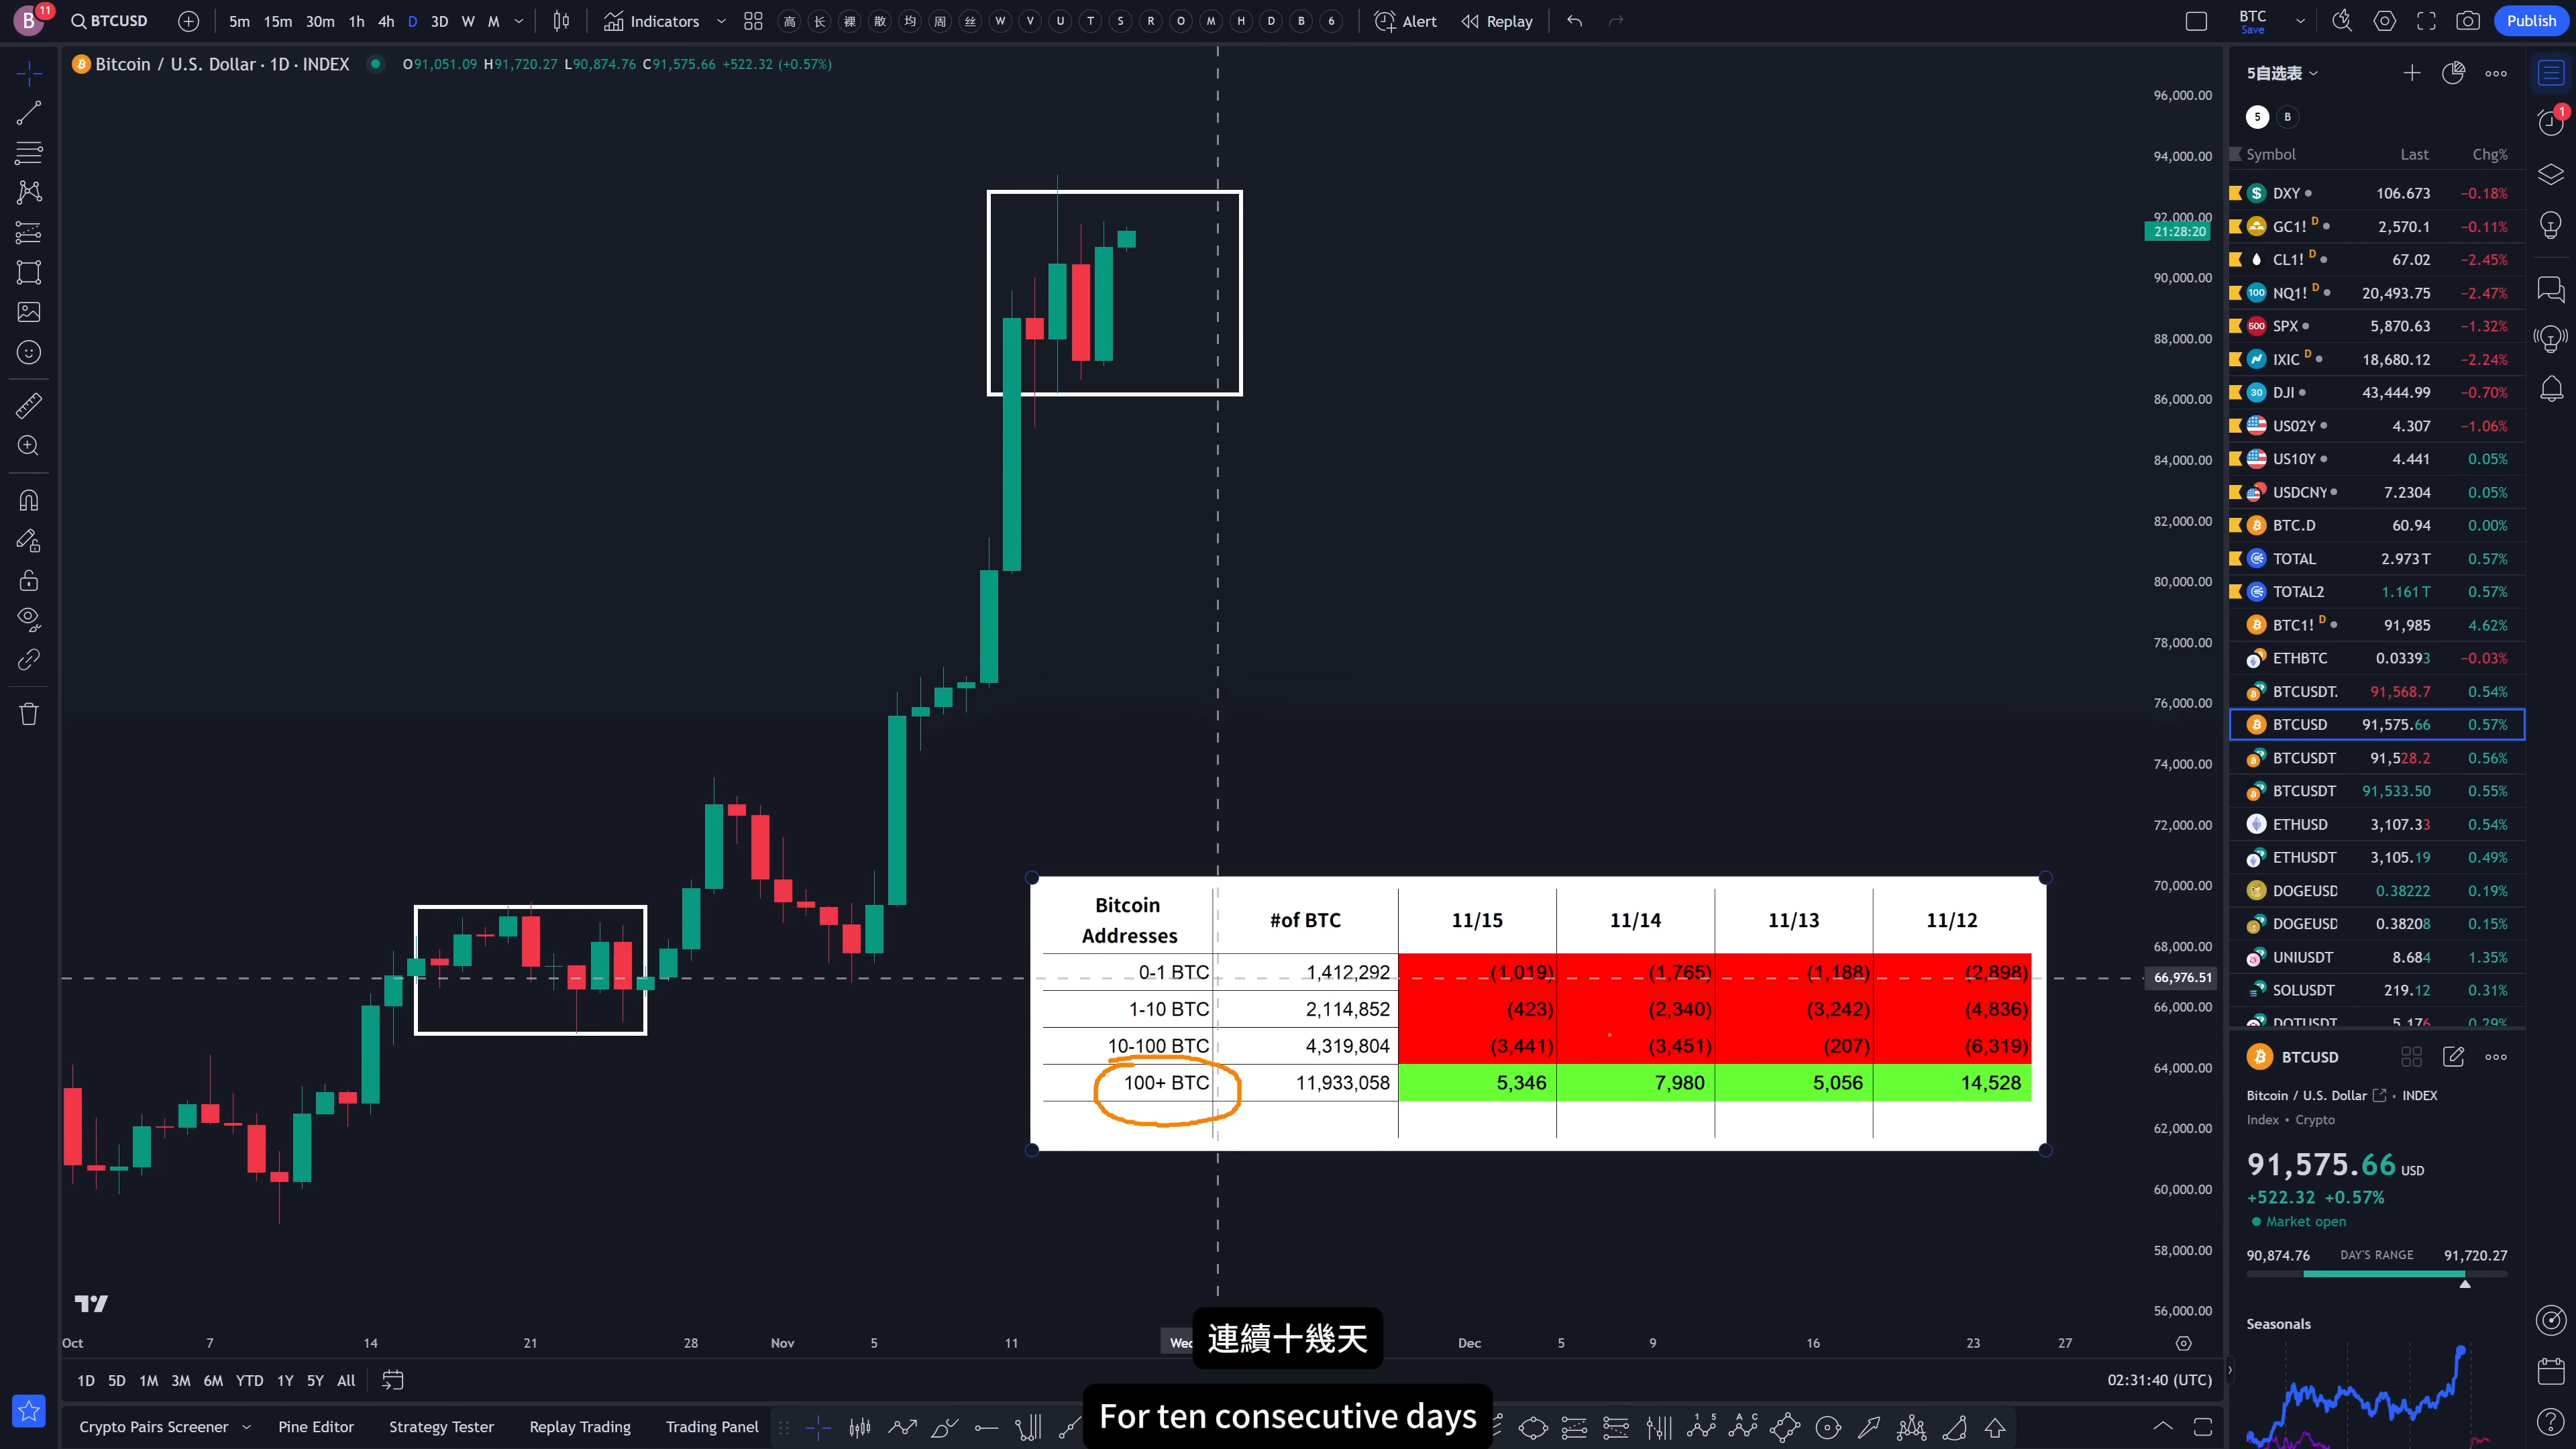 B 11 BTCUSD 5m 15m 30m 1h 4h D 3D W M Indicators 高 长 裸 散 均 周 丝 W V U T S R O M H D B 6 Alert Replay BTC Save Publish
Bitcoin / U.S. Dollar · 1D · INDEX O91,051.09 H91,720.27 L90,874.76 C91,575.66 +522.32 (+0.57%)
96,000.00
94,000.00
92,000.00
21:28:20
90,000.00
88,000.00
86,000.00
84,000.00
82,000.00
80,000.00
78,000.00
76,000.00
74,000.00
72,000.00
70,000.00
68,000.00
66,976.51
66,000.00
64,000.00
62,000.00
60,000.00
58,000.00
56,000.00
Bitcoin
Addresses #of BTC 11/15 11/14 11/13 11/12
0-1 BTC 1,412,292 (1,019) (1,765) (1,188) (2,898)
1-10 BTC 2,114,852 (423) (2,340) (3,242) (4,836)
10-100 BTC 4,319,804 (3,441) (3,451) (207) (6,319)
100+ BTC 11,933,058 5,346 7,980 5,056 14,528
Oct 7 14 21 28 Nov 5 11 Wed Dec 5 9 16 23 27
連續十幾天
For ten consecutive days
1D 5D 1M 3M 6M YTD 1Y 5Y All 02:31:40 (UTC)
Crypto Pairs Screener Pine Editor Strategy Tester Replay Trading Trading Panel
5自选表
5 B
Symbol Last Chg%
DXY 106.673 −0.18%
GC1! D 2,570.1 −0.11%
CL1! D 67.02 −2.45%
100 NQ1! D 20,493.75 −2.47%
500 SPX 5,870.63 −1.32%
IXIC D 18,680.12 −2.24%
30 DJI 43,444.99 −0.70%
US02Y 4.307 −1.06%
US10Y 4.441 0.05%
USDCNY 7.2304 0.05%
BTC.D 60.94 0.00%
TOTAL 2.973 T 0.57%
TOTAL2 1.161 T 0.57%
BTC1! D 91,985 4.62%
ETHBTC 0.03393 −0.03%
BTCUSDT. 91,568.7 0.54%
BTCUSD 91,575.66 0.57%
BTCUSDT 91,528.2 0.56%
BTCUSDT 91,533.50 0.55%
ETHUSD 3,107.33 0.54%
ETHUSDT 3,105.19 0.49%
DOGEUSD 0.38222 0.19%
DOGEUSD 0.38208 0.15%
UNIUSDT 8.684 1.35%
SOLUSDT 219.12 0.31%
DOTUSDT 5.176 0.29%
BTCUSD
Bitcoin / U.S. Dollar · INDEX
Index · Crypto
91,575.66 USD
+522.32 +0.57%
Market open
90,874.76 DAY'S RANGE 91,720.27
Seasonals
1